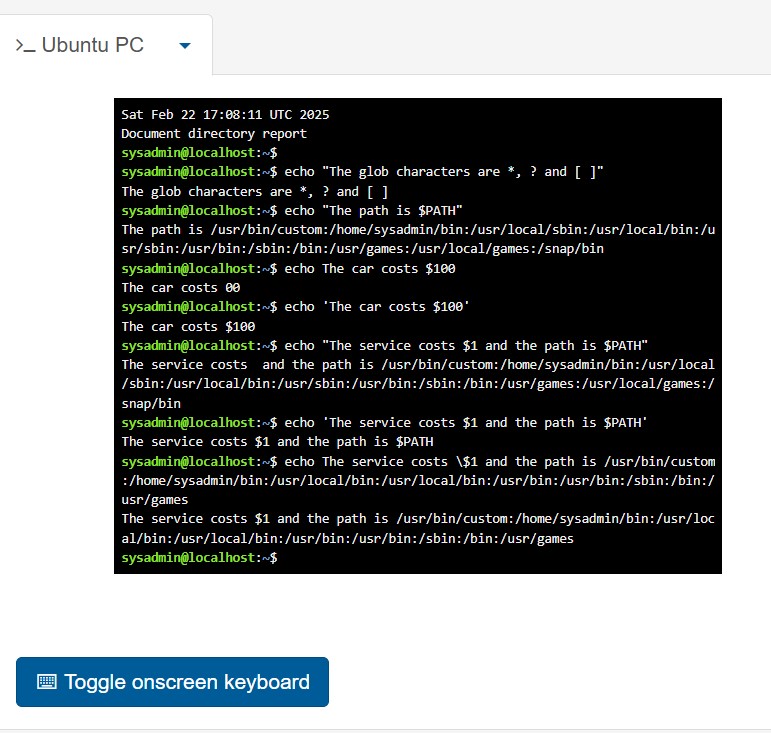 >_ Ubuntu PC
Sat Feb 22 17:08:11 UTC 2025
Document directory report
sysadmin@localhost:~$
sysadmin@localhost:~$ echo "The glob characters are *, ? and [ ]"
The glob characters are *, ? and [ ]
sysadmin@localhost:~$ echo "The path is $PATH"
The path is /usr/bin/custom:/home/sysadmin/bin:/usr/local/sbin:/usr/local/bin:/u
sr/sbin:/usr/bin:/sbin:/bin:/usr/games:/usr/local/games:/snap/bin
sysadmin@localhost:~$ echo The car costs $100
The car costs 00
sysadmin@localhost:~$ echo 'The car costs $100'
The car costs $100
sysadmin@localhost:~$ echo "The service costs $1 and the path is $PATH"
The service costs  and the path is /usr/bin/custom:/home/sysadmin/bin:/usr/local
/sbin:/usr/local/bin:/usr/sbin:/usr/bin:/sbin:/bin:/usr/games:/usr/local/games:/
snap/bin
sysadmin@localhost:~$ echo 'The service costs $1 and the path is $PATH'
The service costs $1 and the path is $PATH
sysadmin@localhost:~$ echo The service costs \$1 and the path is /usr/bin/custom
:/home/sysadmin/bin:/usr/local/bin:/usr/local/bin:/usr/bin:/usr/bin:/sbin:/bin:/
usr/games
The service costs $1 and the path is /usr/bin/custom:/home/sysadmin/bin:/usr/loc
al/bin:/usr/local/bin:/usr/bin:/usr/bin:/sbin:/bin:/usr/games
sysadmin@localhost:~$
Toggle onscreen keyboard